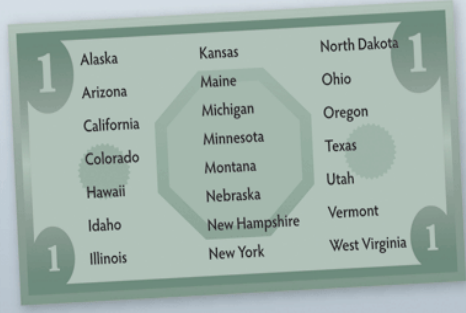 1
1
Alaska
Arizona
California
Colorado
Hawaii
Idaho
Illinois
Kansas
Maine
Michigan
Minnesota
Montana
Nebraska
New Hampshire
New York
North Dakota
Ohio
Oregon
Texas
Utah
Vermont
West Virginia
1
1